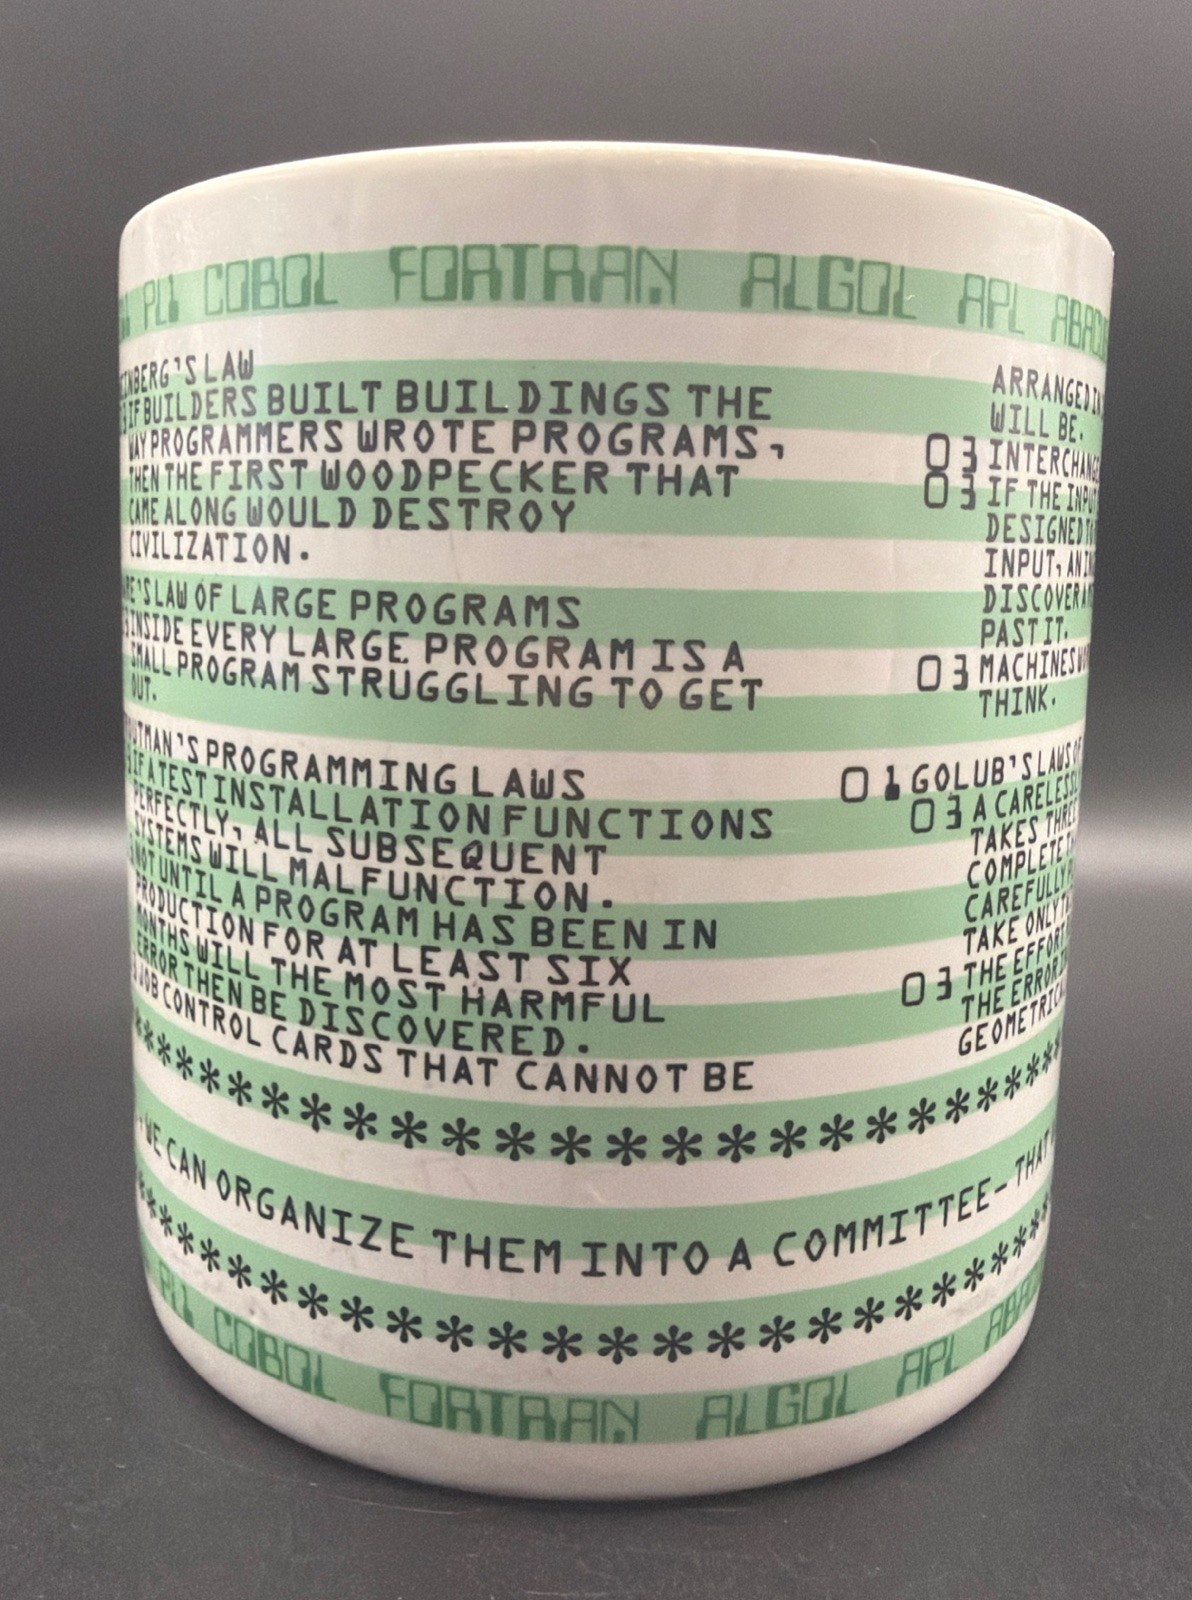 PL1 COBOL FORTRAN ALGOL APL
LAW
IF BUILDERS BUILT BUILDINGS THE
WAY PROGRAMMERS WROTE PROGRAMS,
THEN THE FIRST WOODPECKER THAT
CAME ALONG WOULD DESTROY
CIVILIZATION.
LAW OF LARGE PROGRAMS
INSIDE EVERY LARGE PROGRAM IS A
SMALL PROGRAM STRUGGLING TO GET
OUT.
PROGRAMMING LAWS
IF A TEST INSTALLATION FUNCTIONS
PERFECTLY, ALL SUBSEQUENT
SYSTEMS WILL MALFUNCTION.
NOT UNTIL A PROGRAM HAS BEEN IN
PRODUCTION FOR AT LEAST SIX
MONTHS WILL THE MOST HARMFUL
ERROR THEN BE DISCOVERED.
JOB CONTROL CARDS THAT CANNOT BE
ARRANGED
WILL BE.
03
03 IF THE INPUT
DESIGNED
INPUT, AN
DISCOVER
PAST IT.
03 MACHINES
THINK.
01 GOLUB'S LAWS OF
03 A
TAKES THREE
COMPLETE
CAREFULLY
TAKE ONLY
03 THE EFFORT
THE ERROR
********************
WE CAN ORGANIZE THEM INTO A COMMITTEE- THAT
********************
PL1 COBOL FORTRAN ALGOL APL